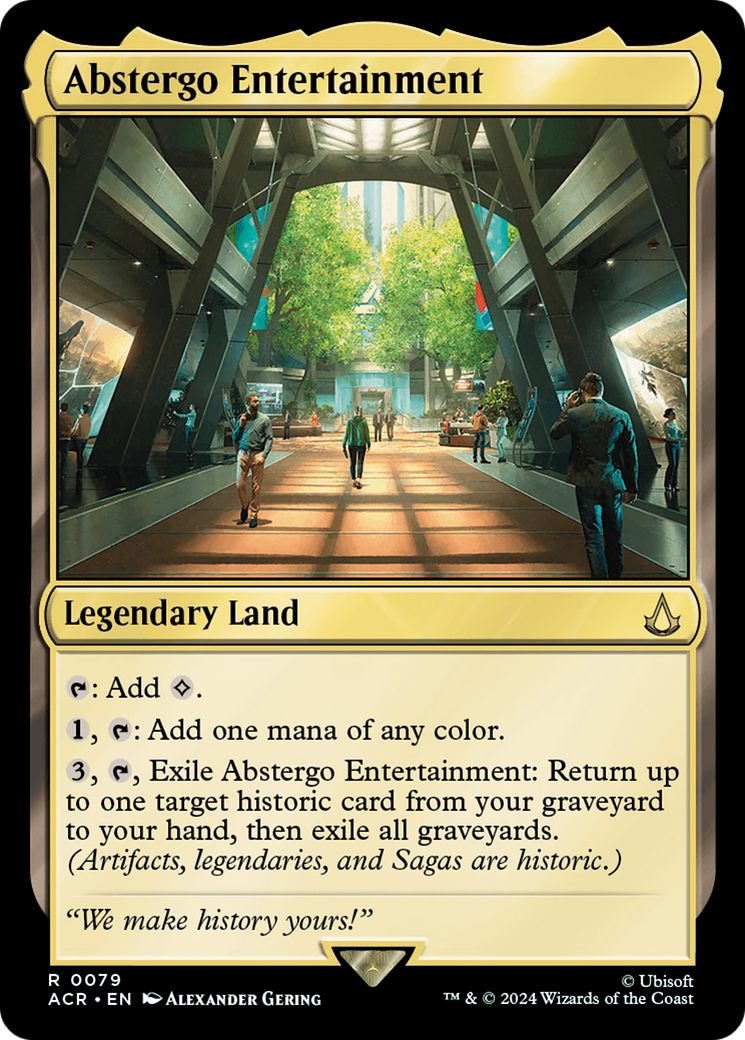 Abstergo Entertainment
Legendary Land
: Add .
1, : Add one mana of any color.
3, , Exile Abstergo Entertainment: Return up
to one target historic card from your graveyard
to your hand, then exile all graveyards.
(Artifacts, legendaries, and Sagas are historic.)
“We make history yours!”
R 0079
ACR • EN Alexander Gering
© Ubisoft
™ & © 2024 Wizards of the Coast